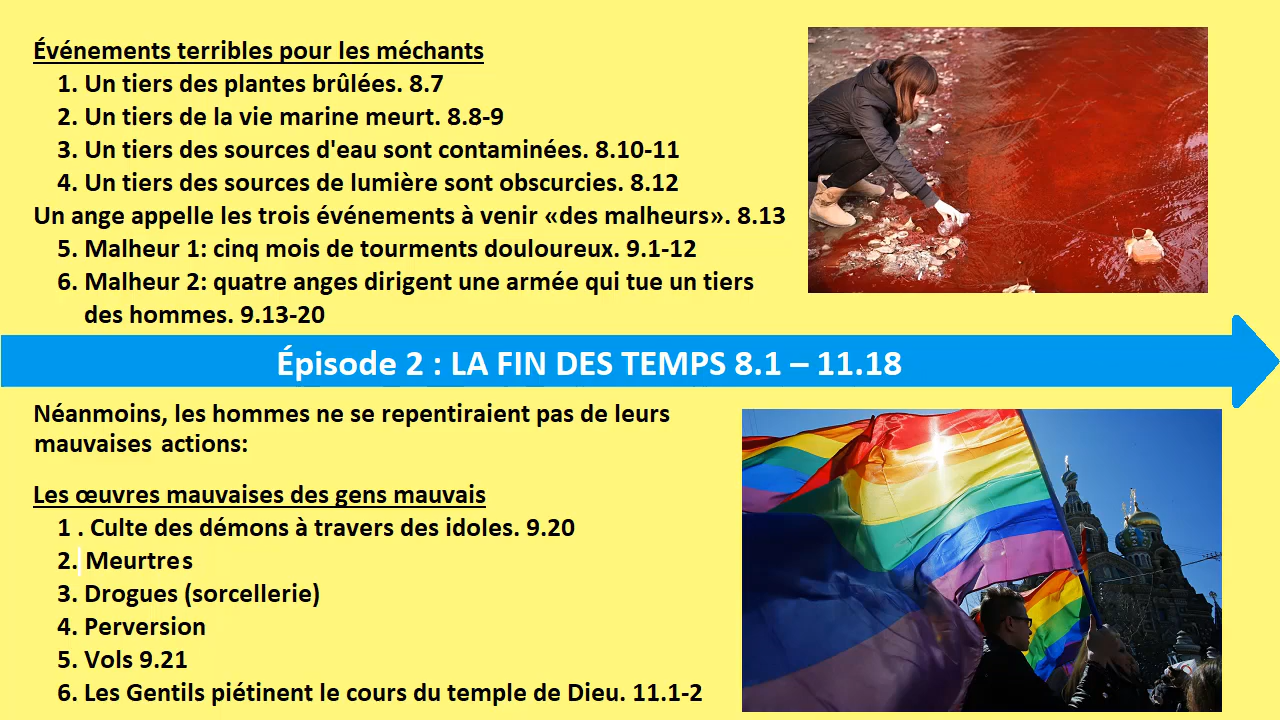 Événements terribles pour les méchants
1. Un tiers des plantes brûlées. 8.7
2. Un tiers de la vie marine meurt. 8.8-9
3. Un tiers des sources d'eau sont contaminées. 8.10-11
4. Un tiers des sources de lumière sont obscurcies. 8.12
Un ange appelle les trois événements à venir «des malheurs». 8.13
5. Malheur 1: cinq mois de tourments douloureux. 9.1-12
6. Malheur 2: quatre anges dirigent une armée qui tue un tiers
des hommes. 9.13-20
Épisode 2 : LA FIN DES TEMPS 8.1 – 11.18
Néanmoins, les hommes ne se repentiraient pas de leurs
mauvaises actions:
Les œuvres mauvaises des gens mauvais
1 . Culte des démons à travers des idoles. 9.20
2. Meurtres
3. Drogues (sorcellerie)
4. Perversion
5. Vols 9.21
6. Les Gentils piétinent le cours du temple de Dieu. 11.1-2